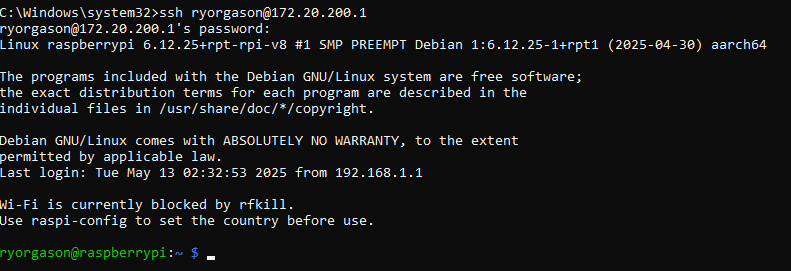 C:\Windows\system32>ssh ryorgason@172.20.200.1
ryorgason@172.20.200.1's password:
Linux raspberrypi 6.12.25+rpt-rpi-v8 #1 SMP PREEMPT Debian 1:6.12.25-1+rpt1 (2025-04-30) aarch64
The programs included with the Debian GNU/Linux system are free software;
the exact distribution terms for each program are described in the
individual files in /usr/share/doc/*/copyright.
Debian GNU/Linux comes with ABSOLUTELY NO WARRANTY, to the extent
permitted by applicable law.
Last login: Tue May 13 02:32:53 2025 from 192.168.1.1
Wi-Fi is currently blocked by rfkill.
Use raspi-config to set the country before use.
ryorgason@raspberrypi:~ $